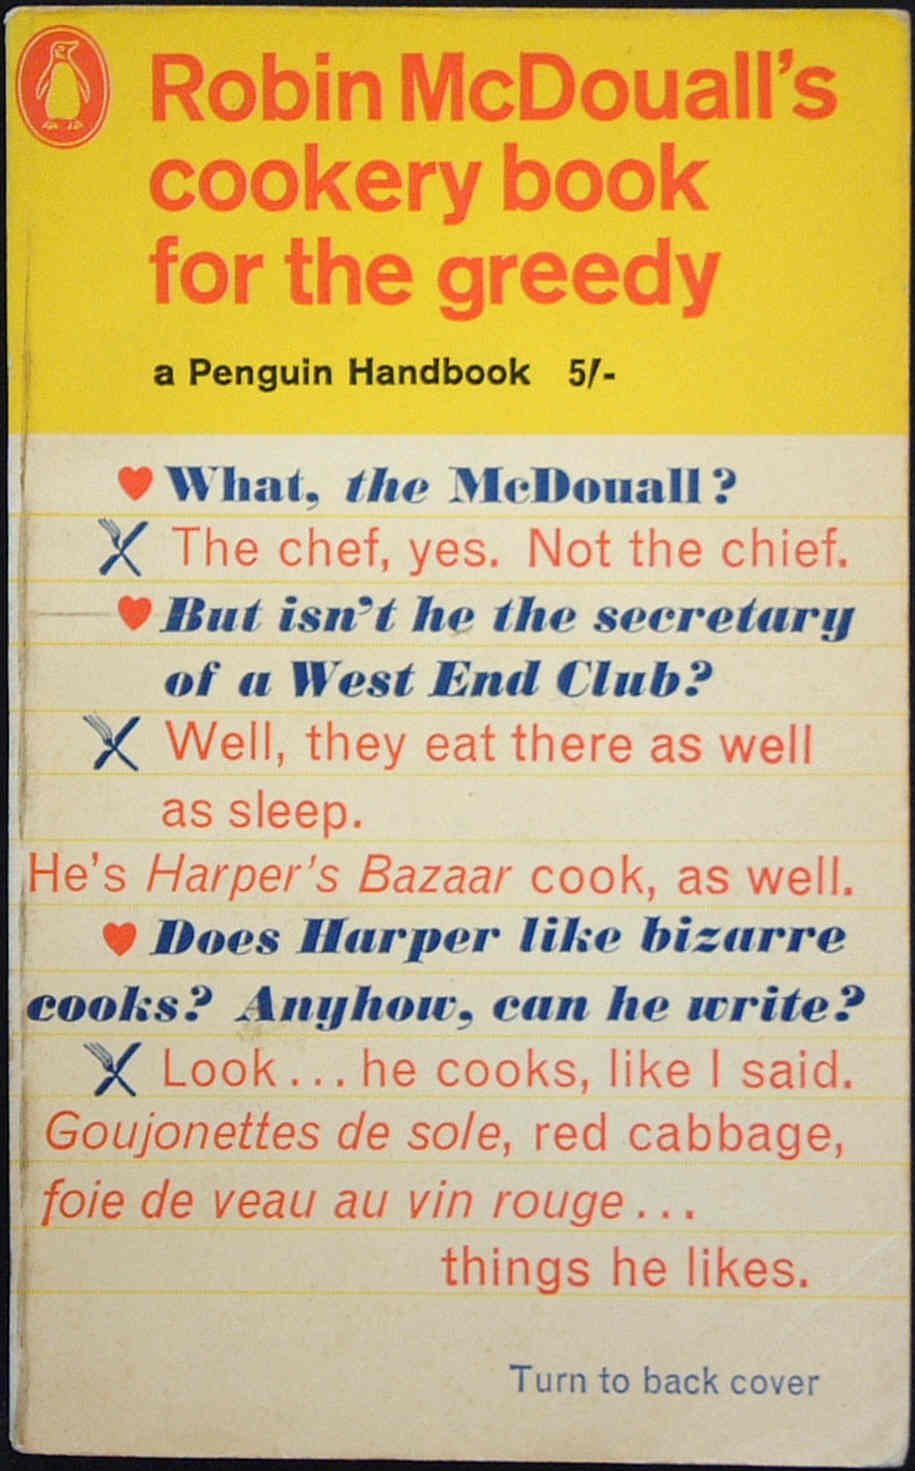 Robin McDouall's
cookery book
for the greedy
a Penguin Handbook 5/-
What, the McDouall?
The chef, yes. Not the chief.
But isn't he the secretary
of a West End Club?
Well, they eat there as well
as sleep.
He's Harper's Bazaar cook, as well.
Does Harper like bizarre
cooks? Anyhow, can he write?
Look... he cooks, like I said.
Goujonettes de sole, red cabbage,
foie de veau au vin rouge...
things he likes.
Turn to back cover